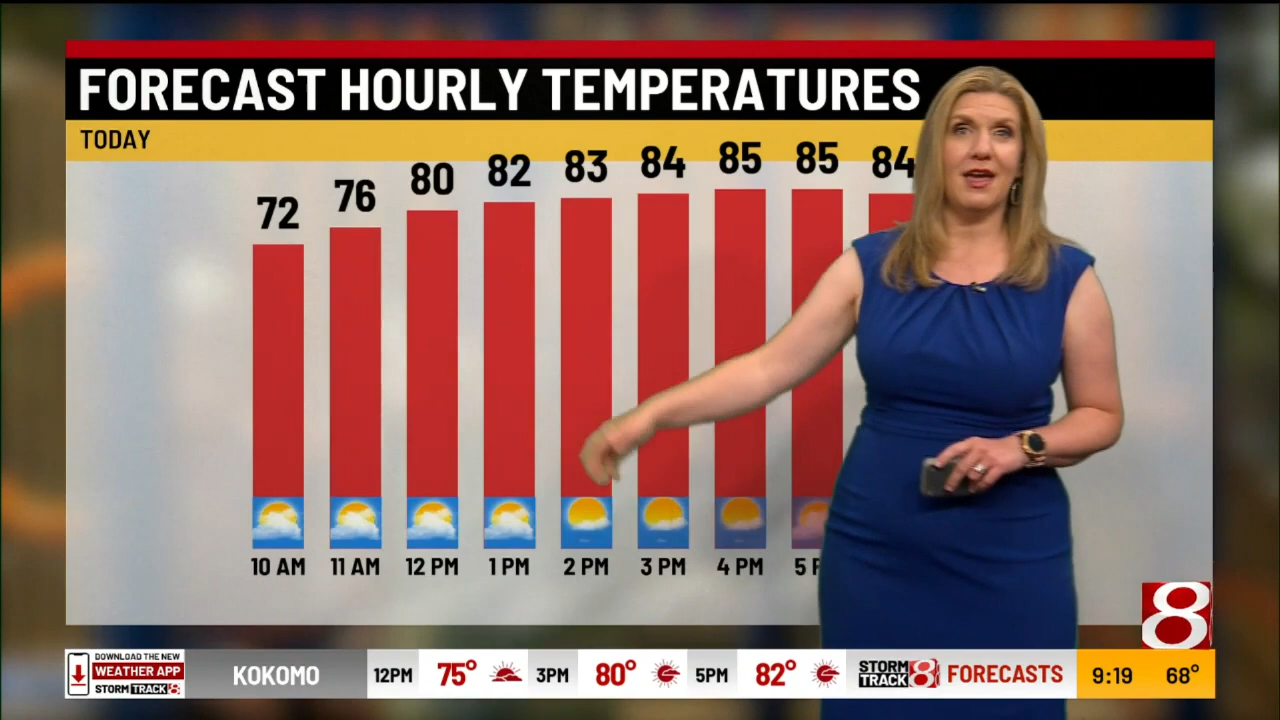 FORECAST HOURLY TEMPERATURES
TODAY
72 76 80 82 83 84 85 85 84
10 AM 11 AM 12 PM 1 PM 2 PM 3 PM 4 PM 5 P
8
DOWNLOAD THE NEW
WEATHER APP
STORM TRACK 8
KOKOMO 12PM 75° 3PM 80° 5PM 82°
STORM TRACK 8 FORECASTS 9:19 68°